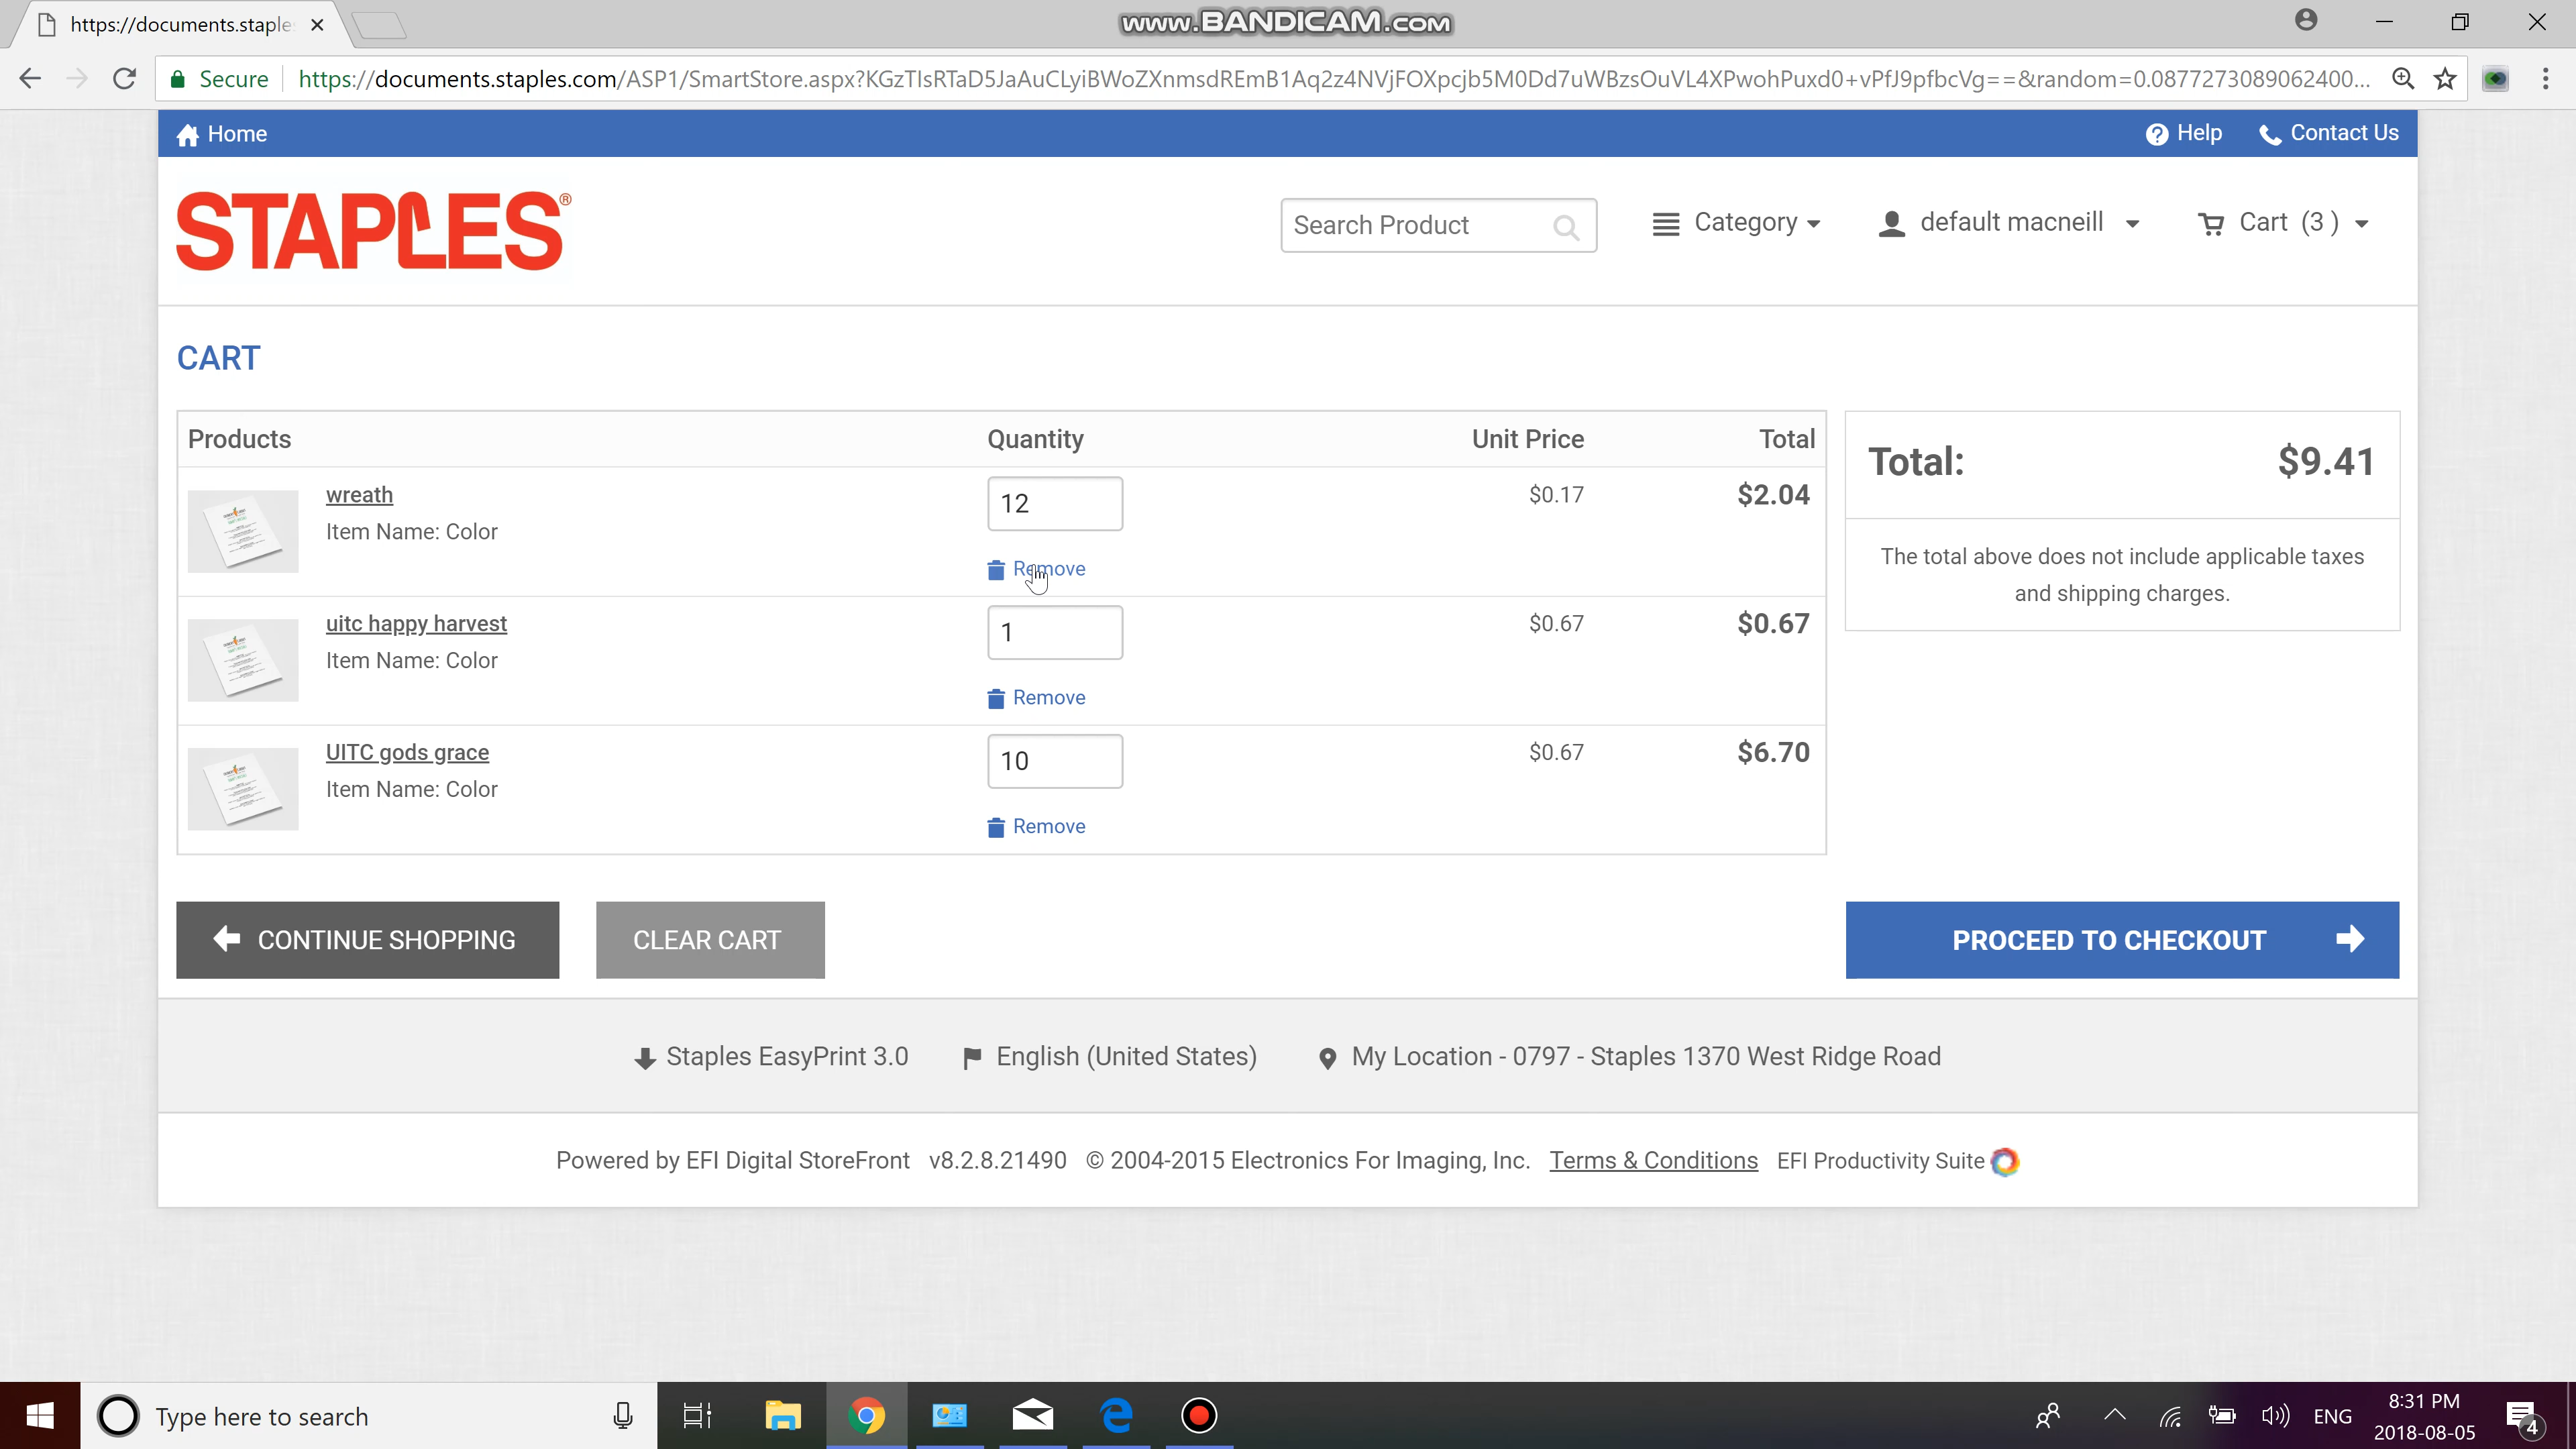 https://documents.staples
www.BANDICAM.com
Secure https://documents.staples.com/ASP1/SmartStore.aspx?KGzTIsRTaD5JaAuCLyiBWoZXnmsdREmB1Aq2z4NVjFOXpcjb5M0Dd7uWBzsOuVL4XPwohPuxd0+vPfJ9pfbcVg==&random=0.0877273089062400...
Home Help Contact Us
STAPLES®
Search Product Category default macneill Cart (3 )
CART
Products Quantity Unit Price Total
wreath 12 $0.17 $2.04
Item Name: Color
Remove
uitc happy harvest 1 $0.67 $0.67
Item Name: Color
Remove
UITC gods grace 10 $0.67 $6.70
Item Name: Color
Remove
Total: $9.41
The total above does not include applicable taxes
and shipping charges.
CONTINUE SHOPPING CLEAR CART PROCEED TO CHECKOUT
Staples EasyPrint 3.0 English (United States) My Location - 0797 - Staples 1370 West Ridge Road
Powered by EFI Digital StoreFront v8.2.8.21490 © 2004-2015 Electronics For Imaging, Inc. Terms & Conditions EFI Productivity Suite
Type here to search ENG 8:31 PM
2018-08-05 4